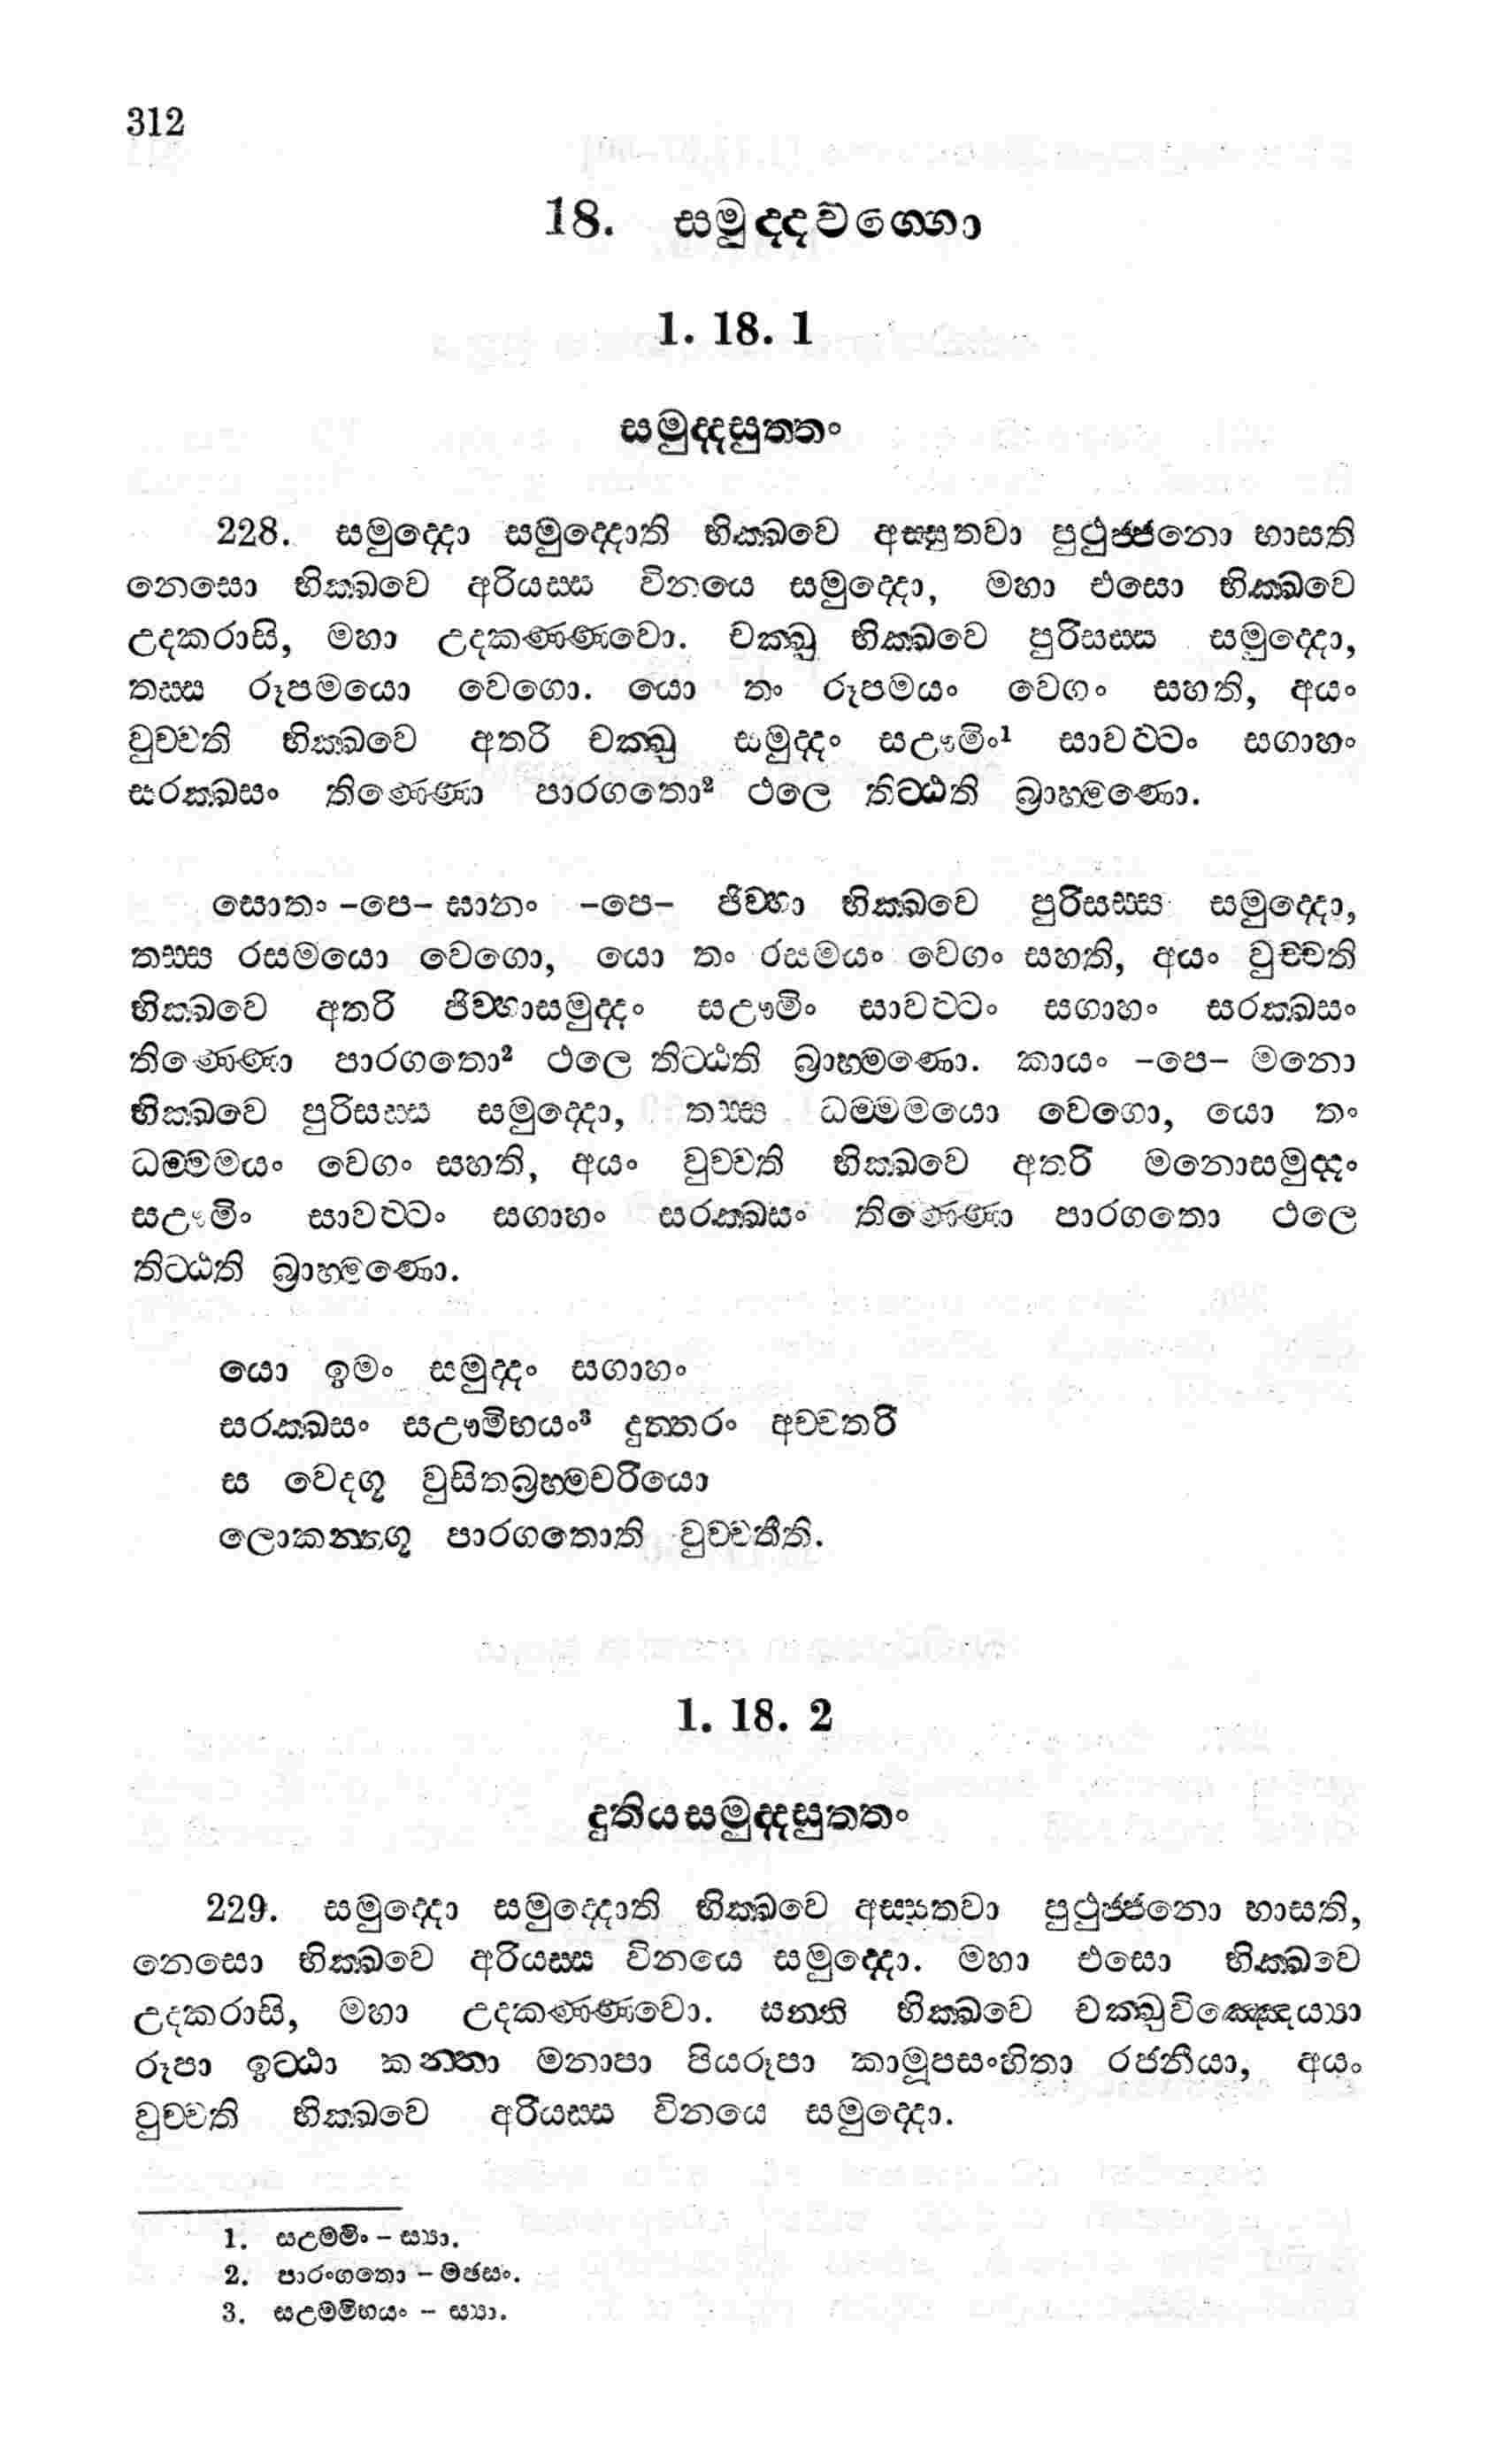 312
18. සමුද්දවග්ගො
1. 18. 1
සමුද්දසුත්තං
228. සමුද්දො සමුද්දොති භික්ඛවෙ අස්සුතවා පුථුජ්ජනො භාසති
නෙසො භික්ඛවෙ අරියස්ස විනයෙ සමුද්දො, මහා එසො භික්ඛවෙ
උදකරාසි, මහා උදකණ්ණවො. චක්ඛු භික්ඛවෙ පුරිසස්ස සමුද්දො,
තස්ස රූපමයො වෙගො. යො තං රූපමයං වෙගං සහති, අයං
වුච්චති භික්ඛවෙ අතරි චක්ඛු සමුද්දං සඌමිං¹ සාවට්ටං සගාහං
සරක්ඛසං තිණ්ණො පාරගතො² ථලෙ තිට්ඨති බ්‍රාහ්මණො.
සොතං -පෙ- ඝානං -පෙ- ජිව්හා භික්ඛවෙ පුරිසස්ස සමුද්දො,
තස්ස රසමයො වෙගො, යො තං රසමයං වෙගං සහති, අයං වුච්චති
භික්ඛවෙ අතරි ජිව්හාසමුද්දං සඌමිං සාවට්ටං සගාහං සරක්ඛසං
තිණ්ණො පාරගතො² ථලෙ තිට්ඨති බ්‍රාහ්මණො. කායං -පෙ- මනො
භික්ඛවෙ පුරිසස්ස සමුද්දො, තස්ස ධම්මමයො වෙගො, යො තං
ධම්මමයං වෙගං සහති, අයං වුච්චති භික්ඛවෙ අතරි මනොසමුද්දං
සඌමිං සාවට්ටං සගාහං සරක්ඛසං තිණ්ණො පාරගතො ථලෙ
තිට්ඨති බ්‍රාහ්මණො.
යො ඉමං සමුද්දං සගාහං
සරක්ඛසං සඌමිභයං³ දුත්තරං අච්චතරි
ස වෙදගූ වුසිතබ්‍රහ්මචරියො
ලොකන්තගූ පාරගතොති වුච්චතීති.
1. 18. 2
දුතියසමුද්දසුත්තං
229. සමුද්දො සමුද්දොති භික්ඛවෙ අස්සුතවා පුථුජ්ජනො භාසති,
නෙසො භික්ඛවෙ අරියස්ස විනයෙ සමුද්දො. මහා එසො භික්ඛවෙ
උදකරාසි, මහා උදකණ්ණවො. සන්ති භික්ඛවෙ චක්ඛුවිඤ්ඤෙය්‍යා
රූපා ඉට්ඨා කන්තා මනාපා පියරූපා කාමූපසංහිතා රජනීයා, අයං
වුච්චති භික්ඛවෙ අරියස්ස විනයෙ සමුද්දො.
1. සඋම්මිං - ස්‍යා.
2. පාරංගතො - මජසං.
3. සඋම්මිභයං - ස්‍යා.